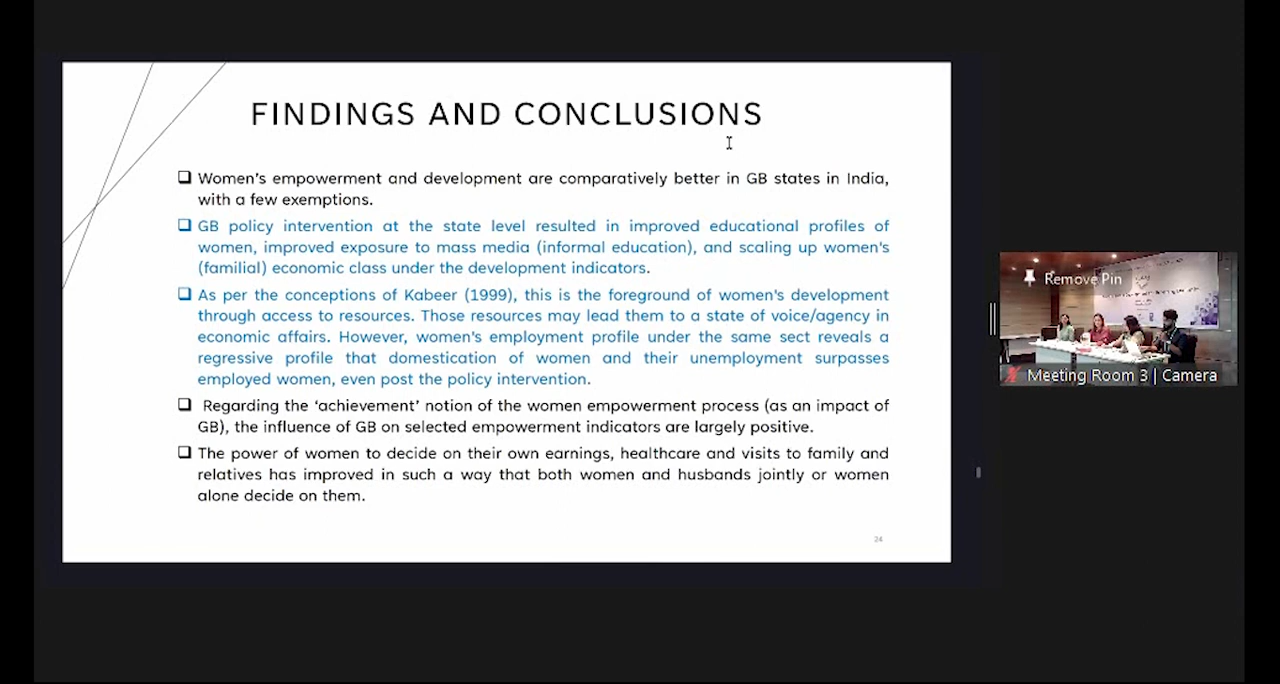 FINDINGS AND CONCLUSIONS
Women's empowerment and development are comparatively better in GB states in India,
with a few exemptions.
GB policy intervention at the state level resulted in improved educational profiles of
women, improved exposure to mass media (informal education), and scaling up women's
(familial) economic class under the development indicators.
As per the conceptions of Kabeer (1999), this is the foreground of women's development
through access to resources. Those resources may lead them to a state of voice/agency in
economic affairs. However, women's employment profile under the same sect reveals a
regressive profile that domestication of women and their unemployment surpasses
employed women, even post the policy intervention.
Regarding the 'achievement' notion of the women empowerment process (as an impact of
GB), the influence of GB on selected empowerment indicators are largely positive.
The power of women to decide on their own earnings, healthcare and visits to family and
relatives has improved in such a way that both women and husbands jointly or women
alone decide on them.
24
Remove Pin
Meeting Room 3 | Camera